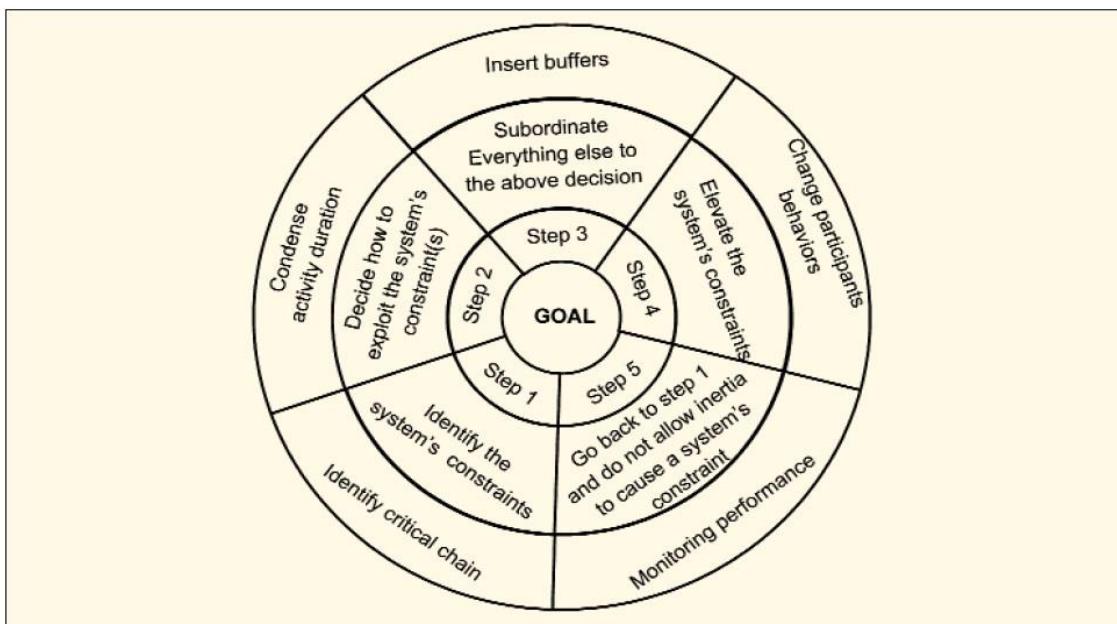 Insert buffers
Subordinate
Everything else to
the above decision
Step 3
Change participants
behaviors
Elevate the
system's constraints
Step 4
Condense
activity duration
Decide how to
exploit the system's
constraint(s)
Step 2
GOAL
Step 1
Identify the
system's constraints
Identify critical chain
Step 5
Go back to step 1
and do not allow inertia
to cause a system's
constraint
Monitoring performance